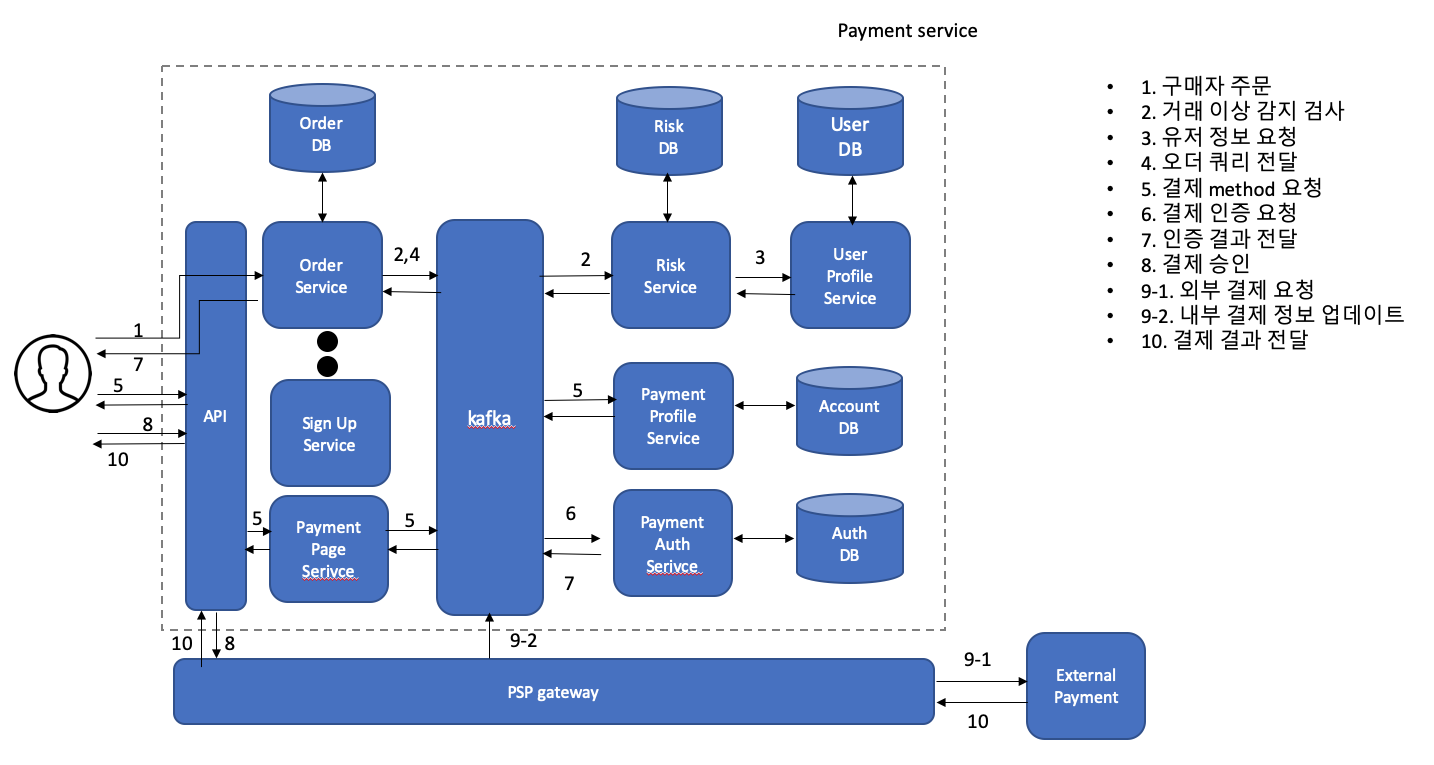 Payment service
Order
DB
Risk
DB
User
DB
Order
Service
2,4
2
Risk
Service
3
User
Profile
Service
1
7
5
8
10
API
Sign Up
Service
kafka
5
Payment
Profile
Service
Account
DB
5
Payment
Page
Serivce
5
6
7
Payment
Auth
Serivce
Auth
DB
10
8
9-2
PSP gateway
9-1
10
External
Payment
• 1. 구매자 주문
• 2. 거래 이상 감지 검사
• 3. 유저 정보 요청
• 4. 오더 쿼리 전달
• 5. 결제 method 요청
• 6. 결제 인증 요청
• 7. 인증 결과 전달
• 8. 결제 승인
• 9-1. 외부 결제 요청
• 9-2. 내부 결제 정보 업데이트
• 10. 결제 결과 전달